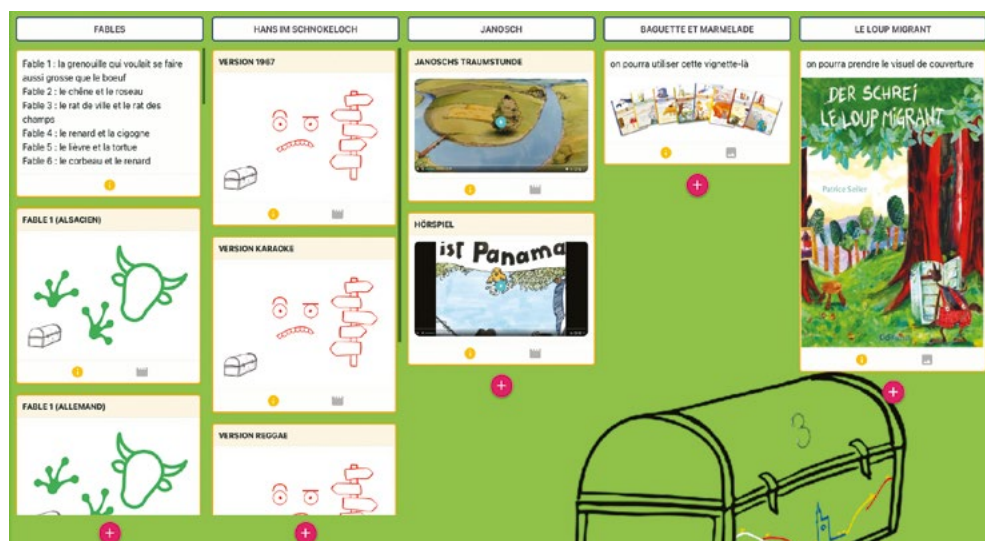 FABLES
Fable 1 : la grenouille qui voulait se faire
aussi grosse que le boeuf
Fable 2 : le chêne et le roseau
Fable 3 : le rat de ville et le rat des
champs
Fable 4 : le renard et la cigogne
Fable 5 : le lièvre et la tortue
Fable 6 : le corbeau et le renard
FABLE 1 (ALSACIEN)
FABLE 1 (ALLEMAND)
HANS IM SCHNOKELOCH
VERSION 1967
VERSION KARAOKE
VERSION REGGAE
JANOSCH
JANOSCHS TRAUMSTUNDE
HÖRSPIEL
ist Panama
BAGUETTE ET MARMELADE
on pourra utiliser cette vignette-là
LE LOUP MIGRANT
on pourra prendre le visuel de couverture
DER SCHREI
LE LOUP MIGRANT
Patrice Seiler
3